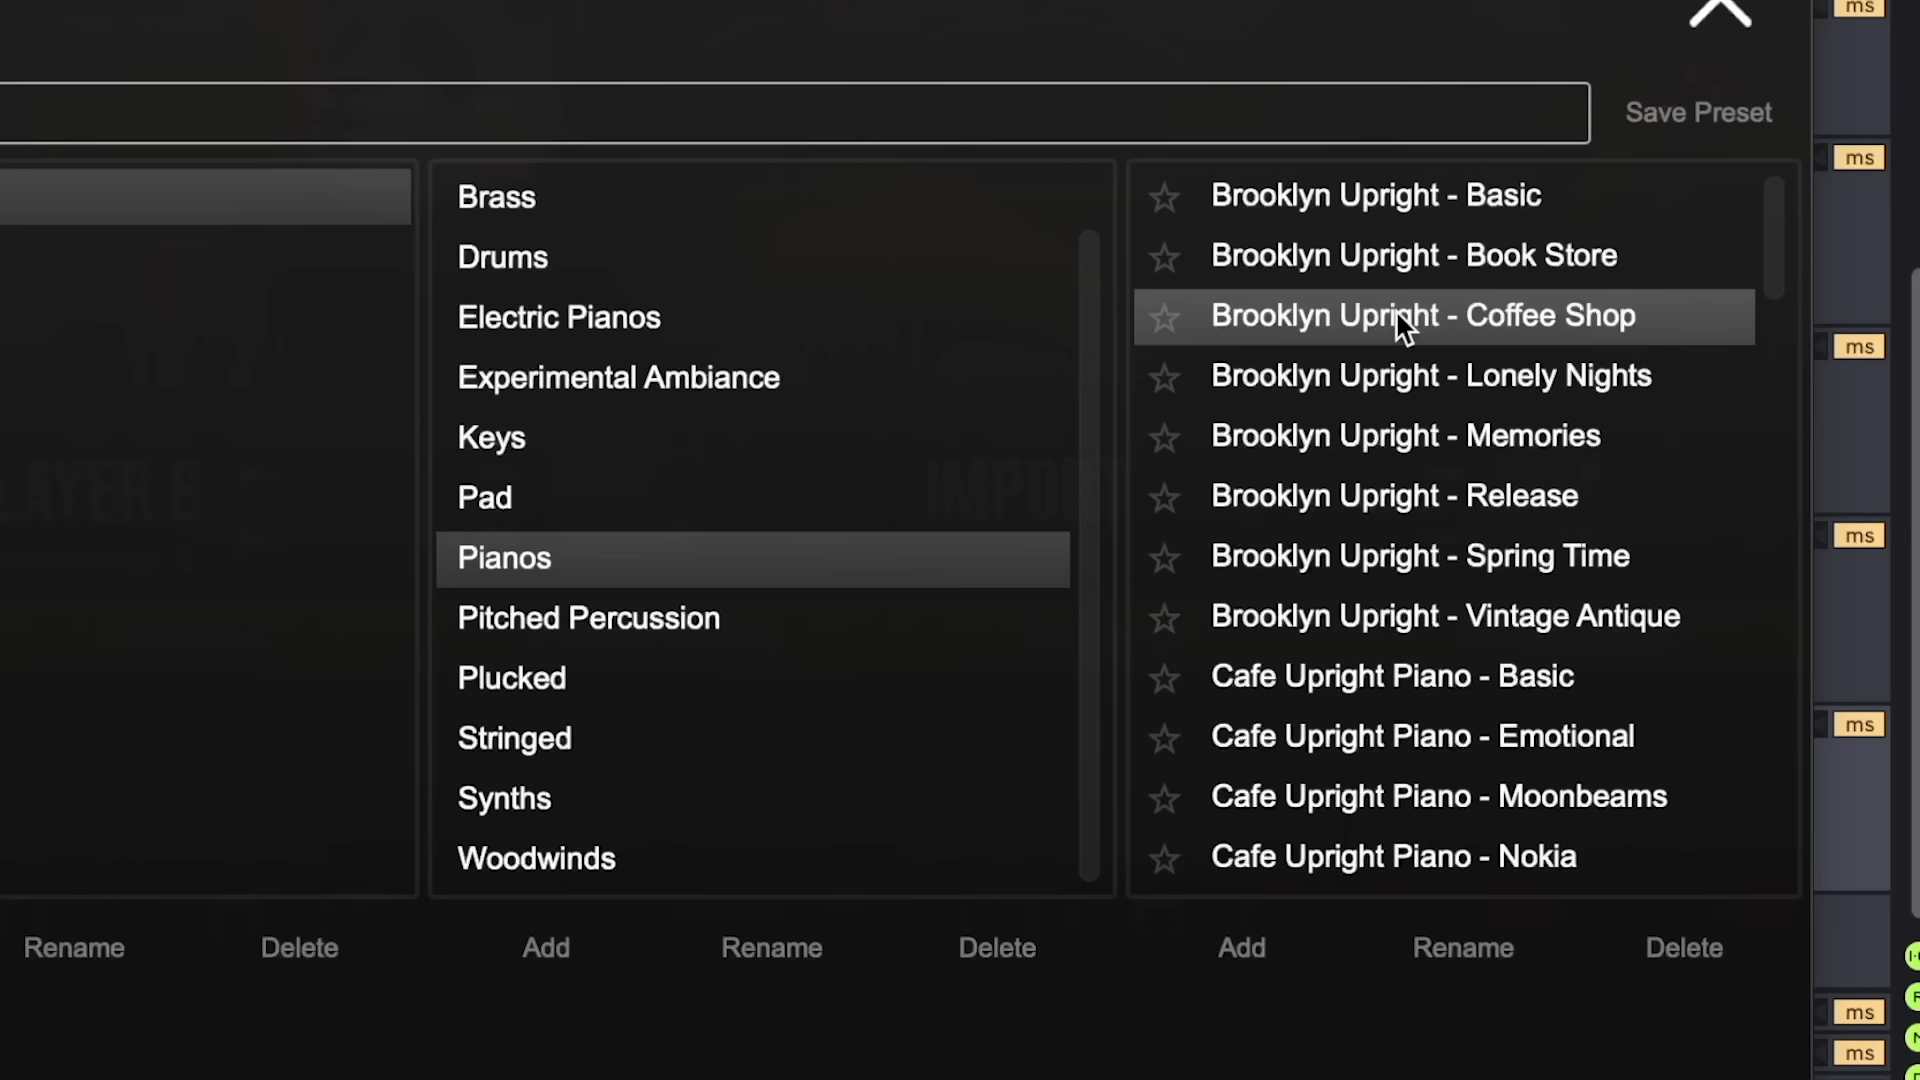 ms
Save Preset
ms
Brass
Drums
Electric Pianos
Experimental Ambiance
Keys
Pad
Pianos
Pitched Percussion
Plucked
Stringed
Synths
Woodwinds
Brooklyn Upright - Basic
Brooklyn Upright - Book Store
Brooklyn Upright - Coffee Shop
Brooklyn Upright - Lonely Nights
Brooklyn Upright - Memories
Brooklyn Upright - Release
Brooklyn Upright - Spring Time
Brooklyn Upright - Vintage Antique
Cafe Upright Piano - Basic
Cafe Upright Piano - Emotional
Cafe Upright Piano - Moonbeams
Cafe Upright Piano - Nokia
LAYER B
IMPORT
ms
ms
ms
Rename Delete Add Rename Delete Add Rename Delete
ms
ms